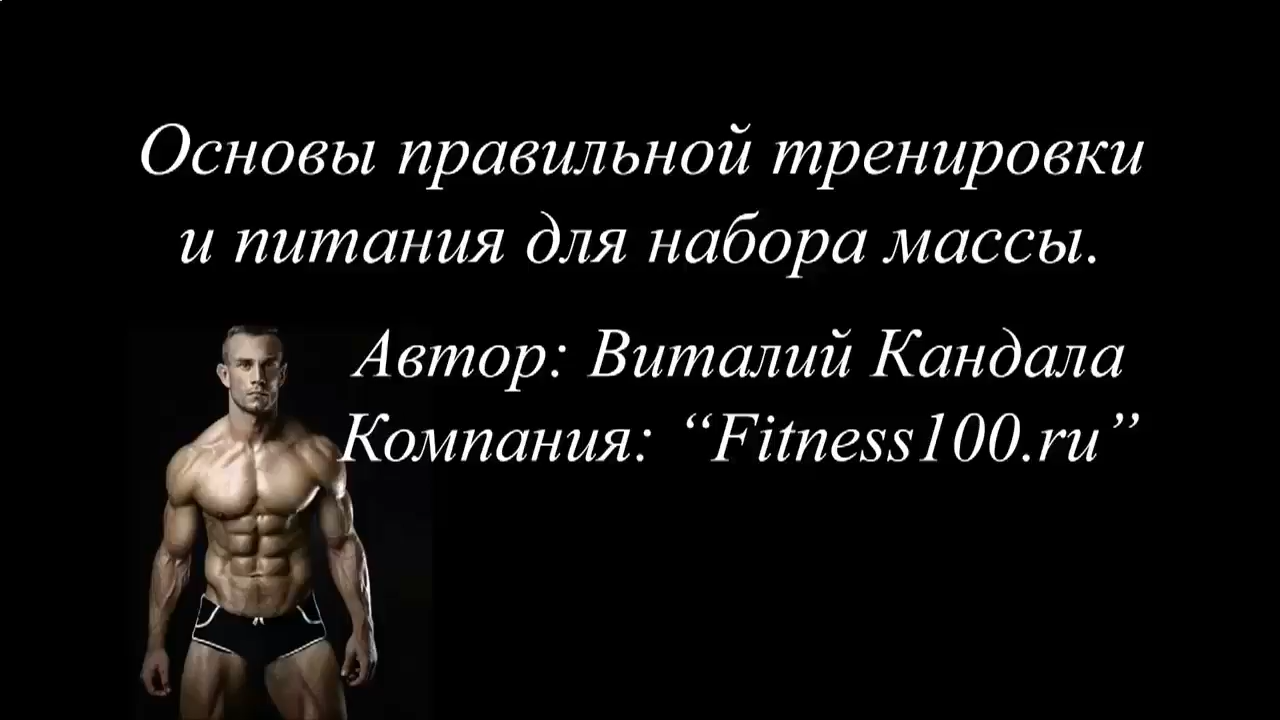 Основы правильной тренировки
и питания для набора массы.
Автор: Виталий Кандала
Компания: “Fitness100.ru”